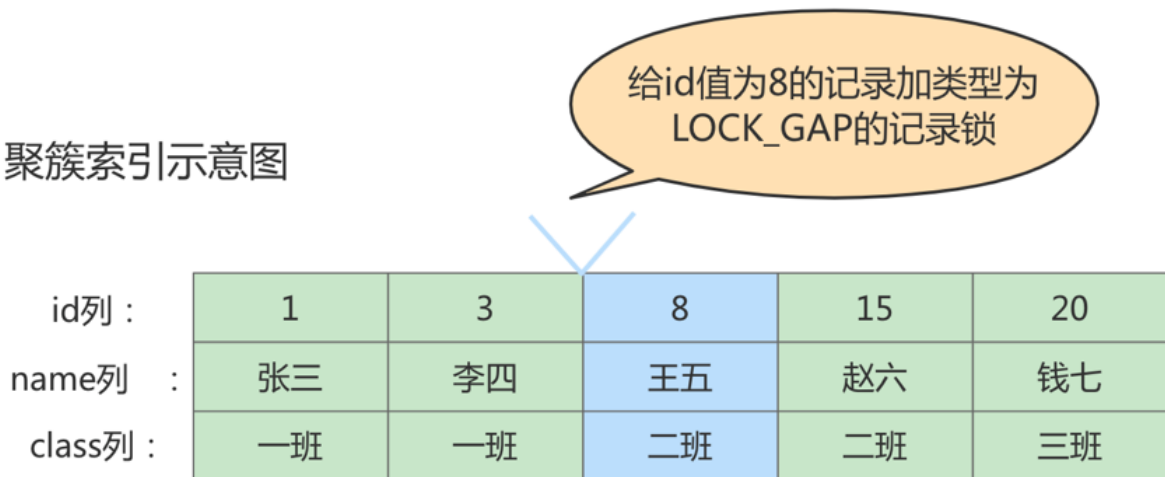 给id值为8的记录加类型为
LOCK_GAP的记录锁
聚簇索引示意图
id列： 1 3 8 15 20
name列 ： 张三 李四 王五 赵六 钱七
class列： 一班 一班 二班 二班 三班